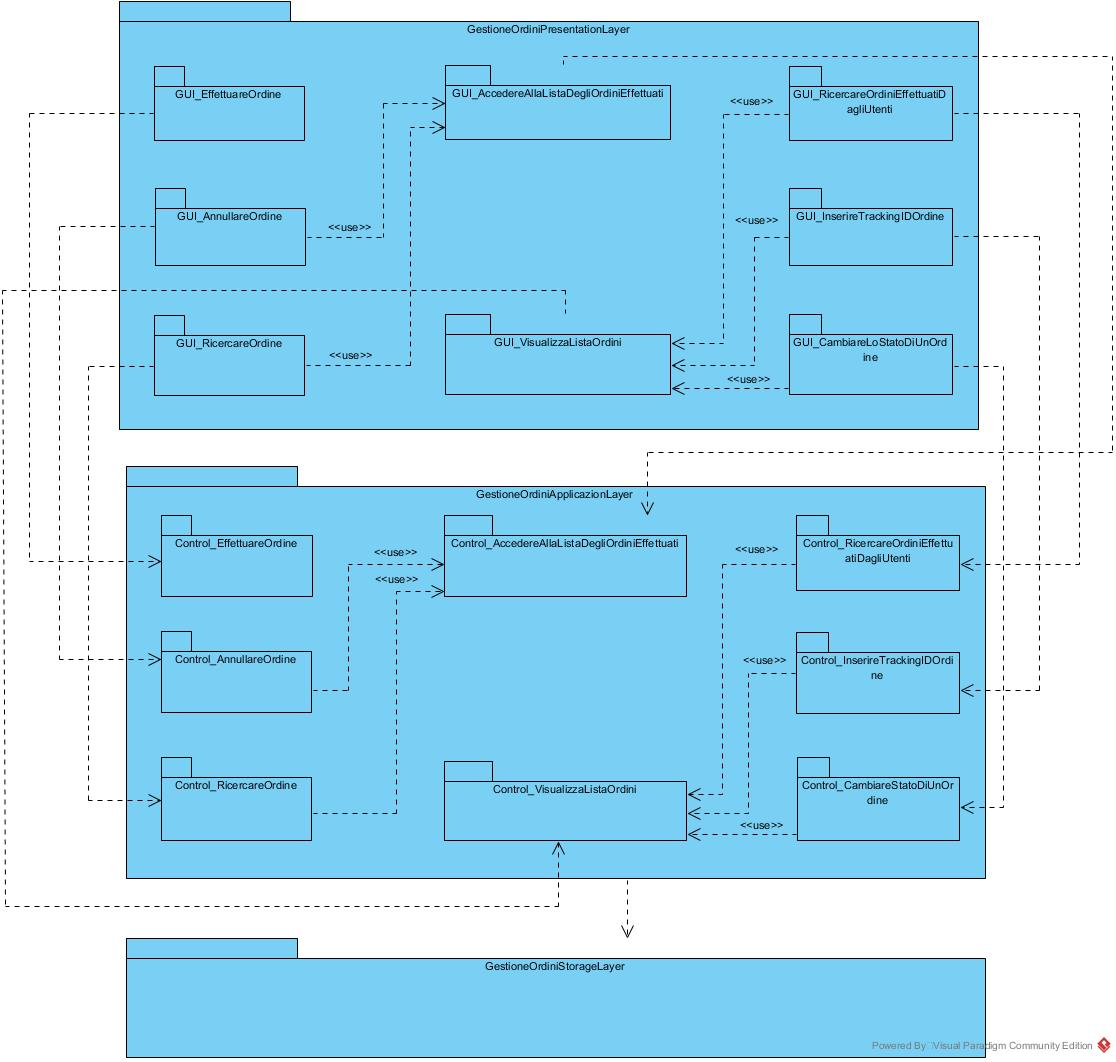 GestioneOrdiniPresentationLayer
GUI_EffettuareOrdine
GUI_AccedereAllaListaDegliOrdiniEffettuati
<<use>>
GUI_RicercareOrdiniEffettuatiD
agliUtenti
GUI_AnnullareOrdine
<<use>>
<<use>>
GUI_InserireTrackingIDOrdine
GUI_RicercareOrdine
<<use>>
GUI_VisualizzaListaOrdini
GUI_CambiareLoStatoDiUnOrd
ine
<<use>>
GestioneOrdiniApplicazionLayer
Control_EffettuareOrdine
<<use>>
<<use>>
Control_AccedereAllaListaDegliOrdiniEffettuati
<<use>>
Control_RicercareOrdiniEffettu
atiDagliUtenti
Control_AnnullareOrdine
<<use>>
Control_InserireTrackingIDOrdi
ne
Control_RicercareOrdine
Control_VisualizzaListaOrdini
Control_CambiareStatoDiUnOr
dine
<<use>>
GestioneOrdiniStorageLayer
Powered By Visual Paradigm Community Edition